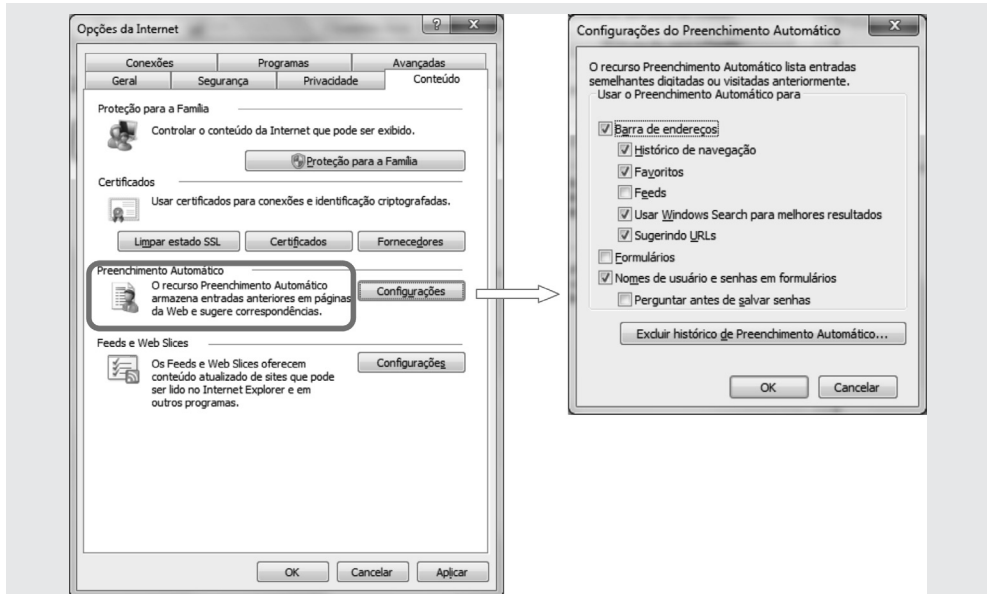 Opções da Internet
Conexões Programas Avançadas
Geral Segurança Privacidade Conteúdo
Proteção para a Família
Controlar o conteúdo da Internet que pode ser exibido.
Proteção para a Família
Certificados
Usar certificados para conexões e identificação criptografadas.
Limpar estado SSL Certificados Fornecedores
Preenchimento Automático
O recurso Preenchimento Automático
armazena entradas anteriores em páginas
da Web e sugere correspondências.
Configurações
Feeds e Web Slices
Os Feeds e Web Slices oferecem
conteúdo atualizado de sites que pode
ser lido no Internet Explorer e em
outros programas.
Configurações
OK Cancelar Aplicar
Configurações do Preenchimento Automático
O recurso Preenchimento Automático lista entradas
semelhantes digitadas ou visitadas anteriormente.
Usar o Preenchimento Automático para
Barra de endereços
Histórico de navegação
Favoritos
Feeds
Usar Windows Search para melhores resultados
Sugerindo URLs
Formulários
Nomes de usuário e senhas em formulários
Perguntar antes de salvar senhas
Excluir histórico de Preenchimento Automático...
OK Cancelar